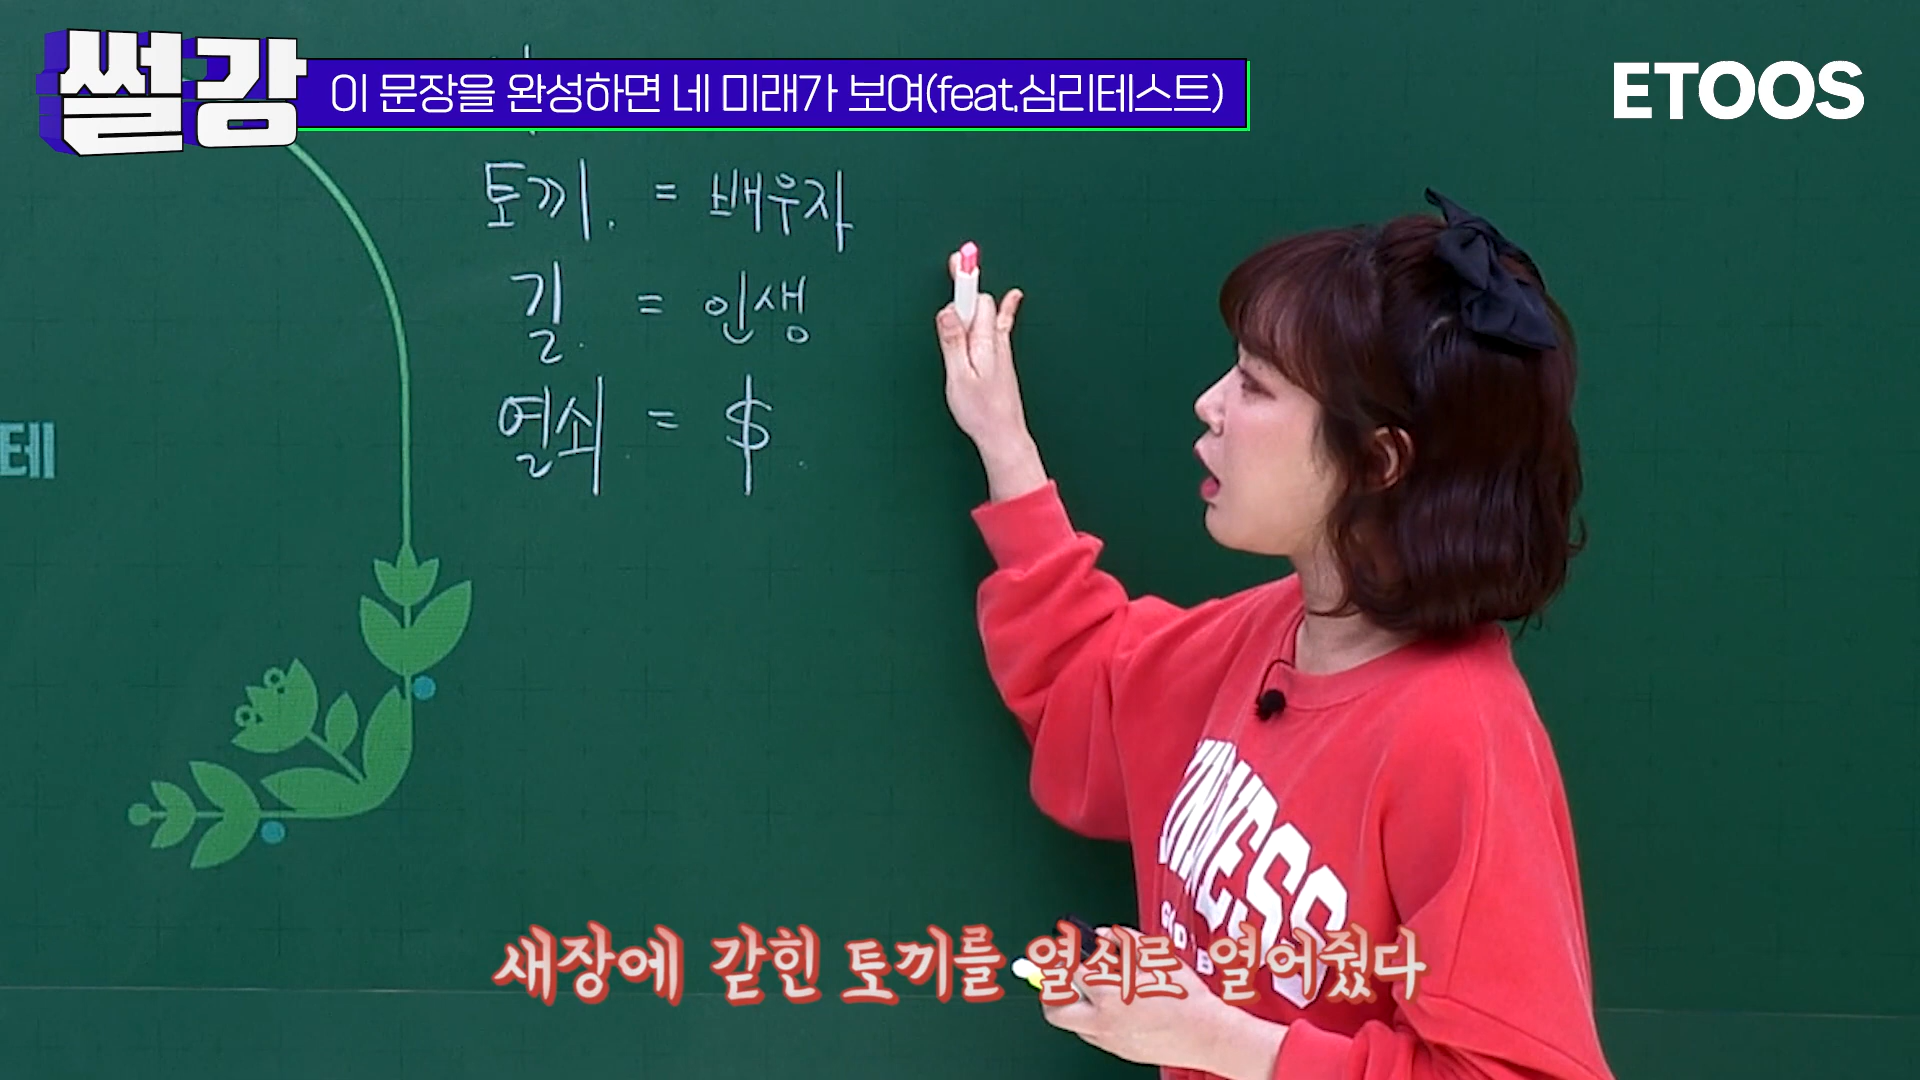 썰강
이 문장을 완성하면 네 미래가 보여(feat.심리테스트)
ETOOS
토끼. = 배우자
길. = 인생
열쇠 = $
테
새장에 갇힌 토끼를 열쇠로 열어줬다